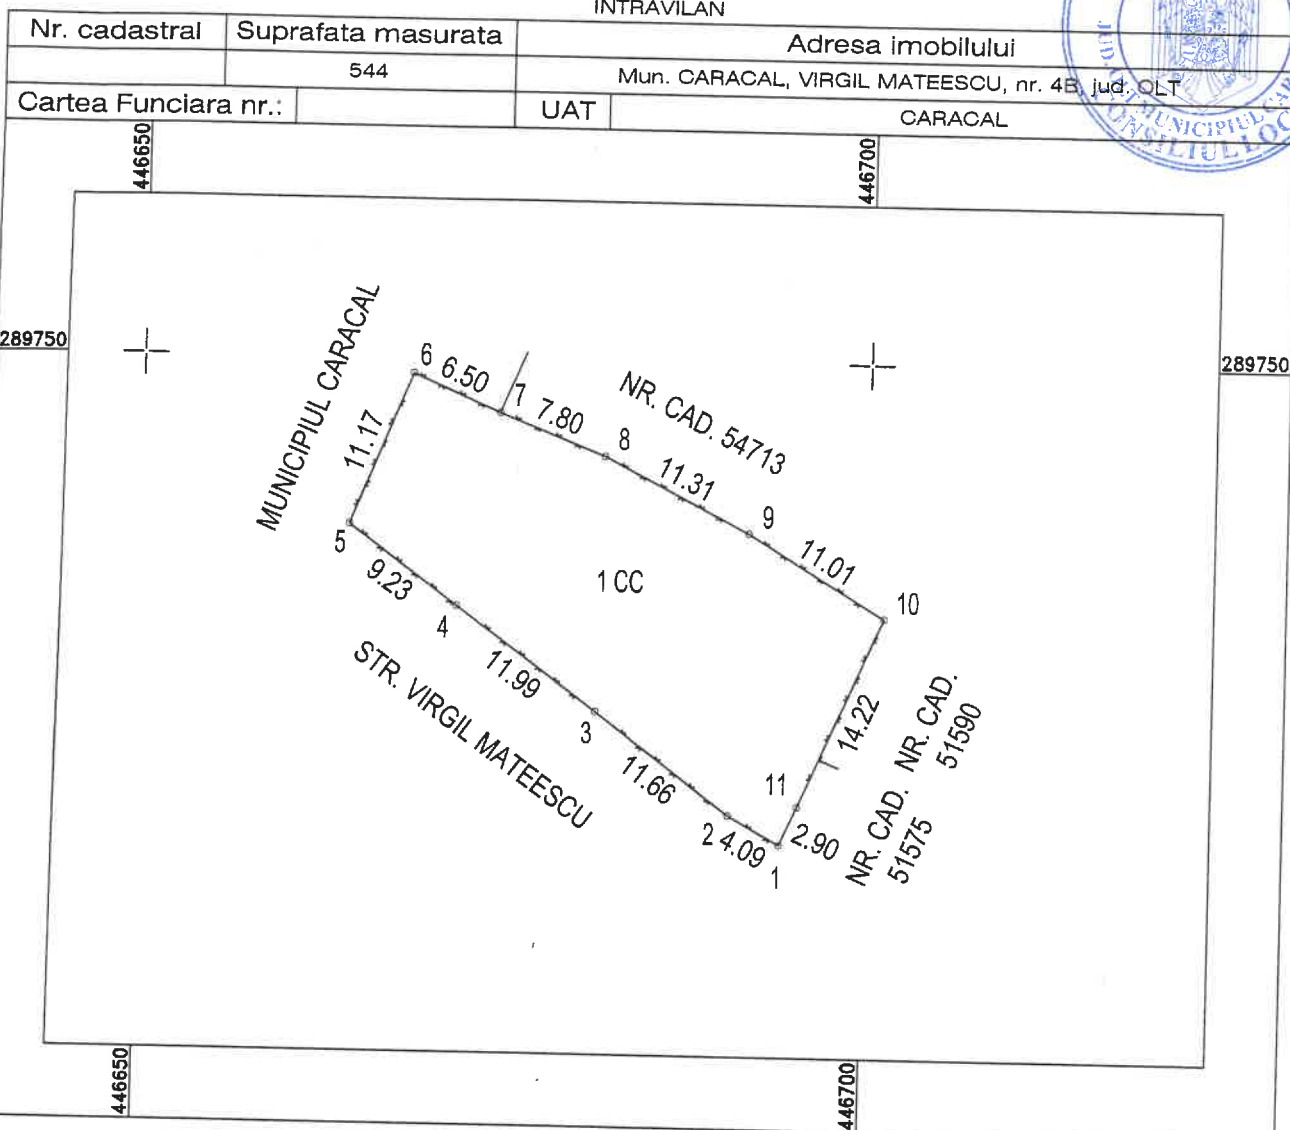 INTRAVILAN
Nr. cadastral
Suprafata masurata
Adresa imobilului
544
Mun. CARACAL, VIRGIL MATEESCU, nr. 4B, jud. OLT
Cartea Funciara nr.:
UAT
CARACAL
MUNICIPIUL
CONSILIUL
446650
446700
289750
289750
MUNICIPIUL CARACAL
6
6.50
7
7.80
8
NR. CAD. 54713
11.31
9
11.01
10
11.17
5
9.23
4
1 CC
11.99
3
STR. VIRGIL MATEESCU
11.66
2
4.09
1
2.90
11
14.22
NR. CAD.
51590
NR. CAD.
51575
446650
446700